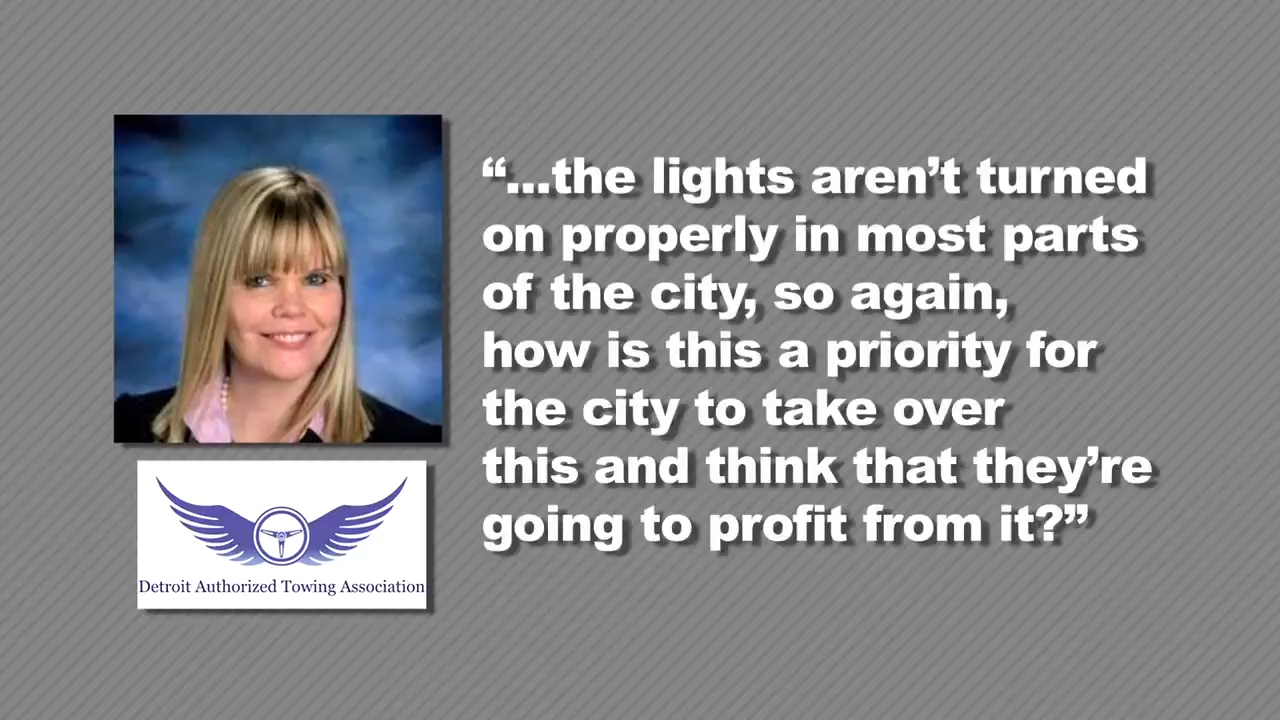 “...the lights aren’t turned
on properly in most parts
of the city, so again,
how is this a priority for
the city to take over
this and think that they’re
going to profit from it?”
Detroit Authorized Towing Association